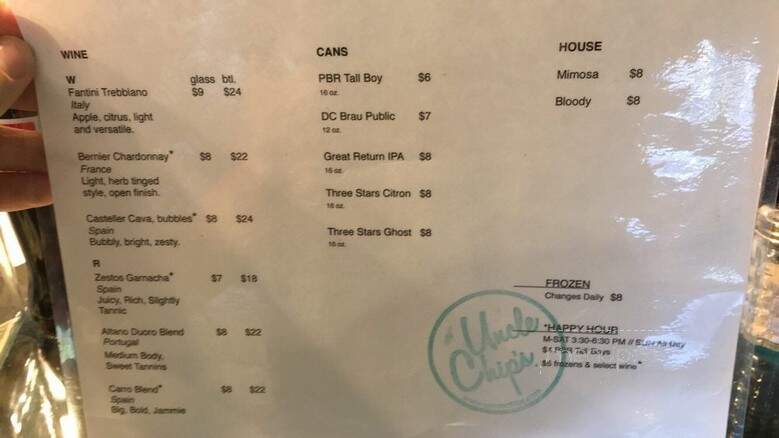 WINE
W
glass btl.
Fantini Trebbiano $9 $24
Italy
Apple, citrus, light
and versatile.
Bernier Chardonnay* $8 $22
France
Light, herb tinged
style, open finish.
Casteller Cava, bubbles* $8 $24
Spain
Bubbly, bright, zesty.
R
Zestos Garnacha* $7 $18
Spain
Juicy, Rich, Slightly
Tannic
Altano Duoro Blend $8 $22
Portugal
Medium Body,
Sweet Tannins
Carro Blend* $8 $22
Spain
Big, Bold, Jammie
CANS
PBR Tall Boy $6
16 oz.
DC Brau Public $7
12 oz.
Great Return IPA $8
16 oz.
Three Stars Citron $8
16 oz.
Three Stars Ghost $8
16 oz.
HOUSE
Mimosa $8
Bloody $8
FROZEN
Changes Daily $8
*HAPPY HOUR
M-SAT 3:30-6:30 PM // SUN All day
PBR Tall Boys
$6 frozens & select wine*
Uncle
Chip's